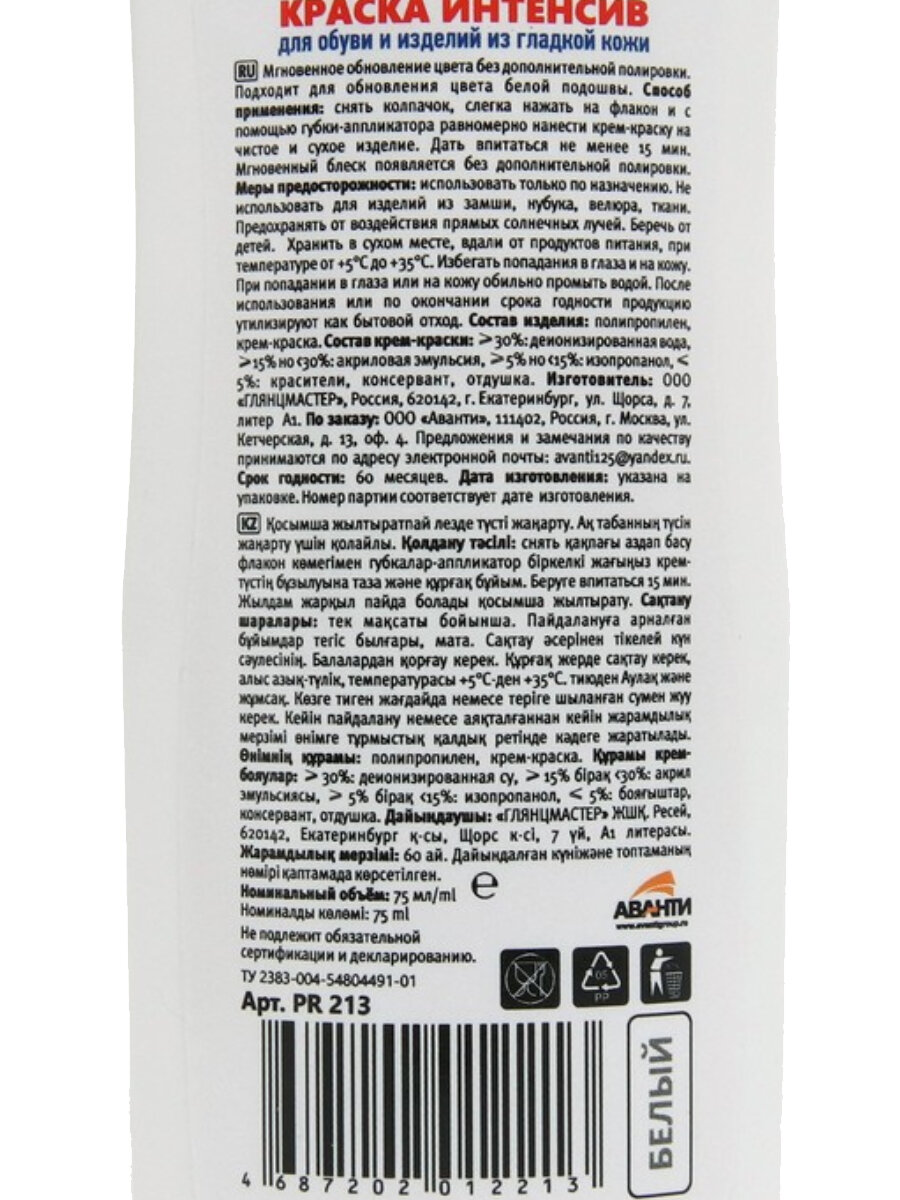 КРАСКА ИНТЕНСИВ
для обуви и изделий из гладкой кожи
RU Мгновенное обновление цвета без дополнительной полировки.
Подходит для обновления цвета белой подошвы. Способ
применения: снять колпачок, слегка нажать на флакон и с
помощью губки-аппликатора равномерно нанести крем-краску на
чистое и сухое изделие. Дать впитаться не менее 15 мин.
Мгновенный блеск появляется без дополнительной полировки.
Меры предосторожности: использовать только по назначению. Не
использовать для изделий из замши, нубука, велюра, ткани.
Предохранять от воздействия прямых солнечных лучей. Беречь от
детей. Хранить в сухом месте, вдали от продуктов питания, при
температуре от +5°С до +35°С. Избегать попадания в глаза и на кожу.
При попадании в глаза или на кожу обильно промыть водой. После
использования или по окончании срока годности продукцию
утилизируют как бытовой отход. Состав изделия: полипропилен,
крем-краска. Состав крем-краски: >30%: деионизированная вода,
>15% но <30%: акриловая эмульсия, >5% но <15%: изопропанол, <
5%: красители, консервант, отдушка. Изготовитель: ООО
«ГЛЯНЦМАСТЕР», Россия, 620142, г. Екатеринбург, ул. Щорса, д. 7,
литер А1. По заказу: ООО «Аванти», 111402, Россия, г. Москва, ул.
Кетчерская, д. 13, оф. 4. Предложения и замечания по качеству
принимаются по адресу электронной почты: avanti125@yandex.ru.
Срок годности: 60 месяцев. Дата изготовления: указана на
упаковке. Номер партии соответствует дате изготовления.
KZ Қосымша жылтыратпай лезде түсті жаңарту. Ақ табанның түсін
жаңарту үшін қолайлы. Қолдану тәсілі: снять қақпағы аздап басу
флакон көмегімен губкалар-аппликатор біркелкі жағыңыз крем-
түстің бұзылуына таза және құрғақ бұйым. Беруге впитаться 15 мин.
Жылдам жарқыл пайда болады қосымша жылтырату. Сақтану
шаралары: тек мақсаты бойынша. Пайдалануға арналған
бұйымдар тегіс былғары, мата. Сақтау әсерінен тікелей күн
сәулесінің. Балалардан қорғау керек. Құрғақ жерде сақтау керек,
алыс азық-түлік, температурасы +5°С-ден +35°С. тиюден Аулақ және
жұмсақ. Көзге тиген жағдайда немесе теріге шыланған сумен жуу
керек. Кейін пайдалану немесе аяқталғаннан кейін жарамдылық
мерзімі өнімге тұрмыстық қалдық ретінде кәдеге жаратылады.
Өнімнің құрамы: полипропилен, крем-краска. Құрамы крем-
бояулар: > 30%: деионизированная су, > 15% бірақ <30%: акрил
эмульсиясы, > 5% бірақ <15%: изопропанол, < 5%: бояғыштар,
консервант, отдушка. Дайындаушы: «ГЛЯНЦМАСТЕР» ЖШҚ. Ресей,
620142, Екатеринбург қ-сы, Щорс к-сі, 7 үй, А1 литерасы.
Жарамдылық мерзімі: 60 ай. Дайындалған күніжәне топтаманың
нөмірі қаптамада көрсетілген.
Номинальный объём: 75 мл/ml ℮
Номиналды көлемі: 75 ml
АВАНТИ
www.avantigroup.ru
Не подлежит обязательной
сертификации и декларированию.
ТУ 2383-004-54804491-01
05
PP
Арт. PR 213
БЕЛЫЙ
4 687202 012213